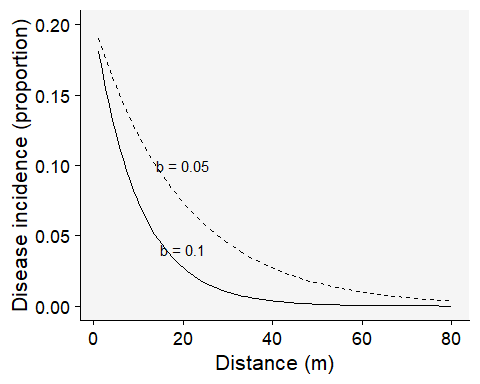 Disease incidence (proportion)
0.20
0.15
0.10
0.05
0.00
b = 0.05
b = 0.1
0 20 40 60 80
Distance (m)